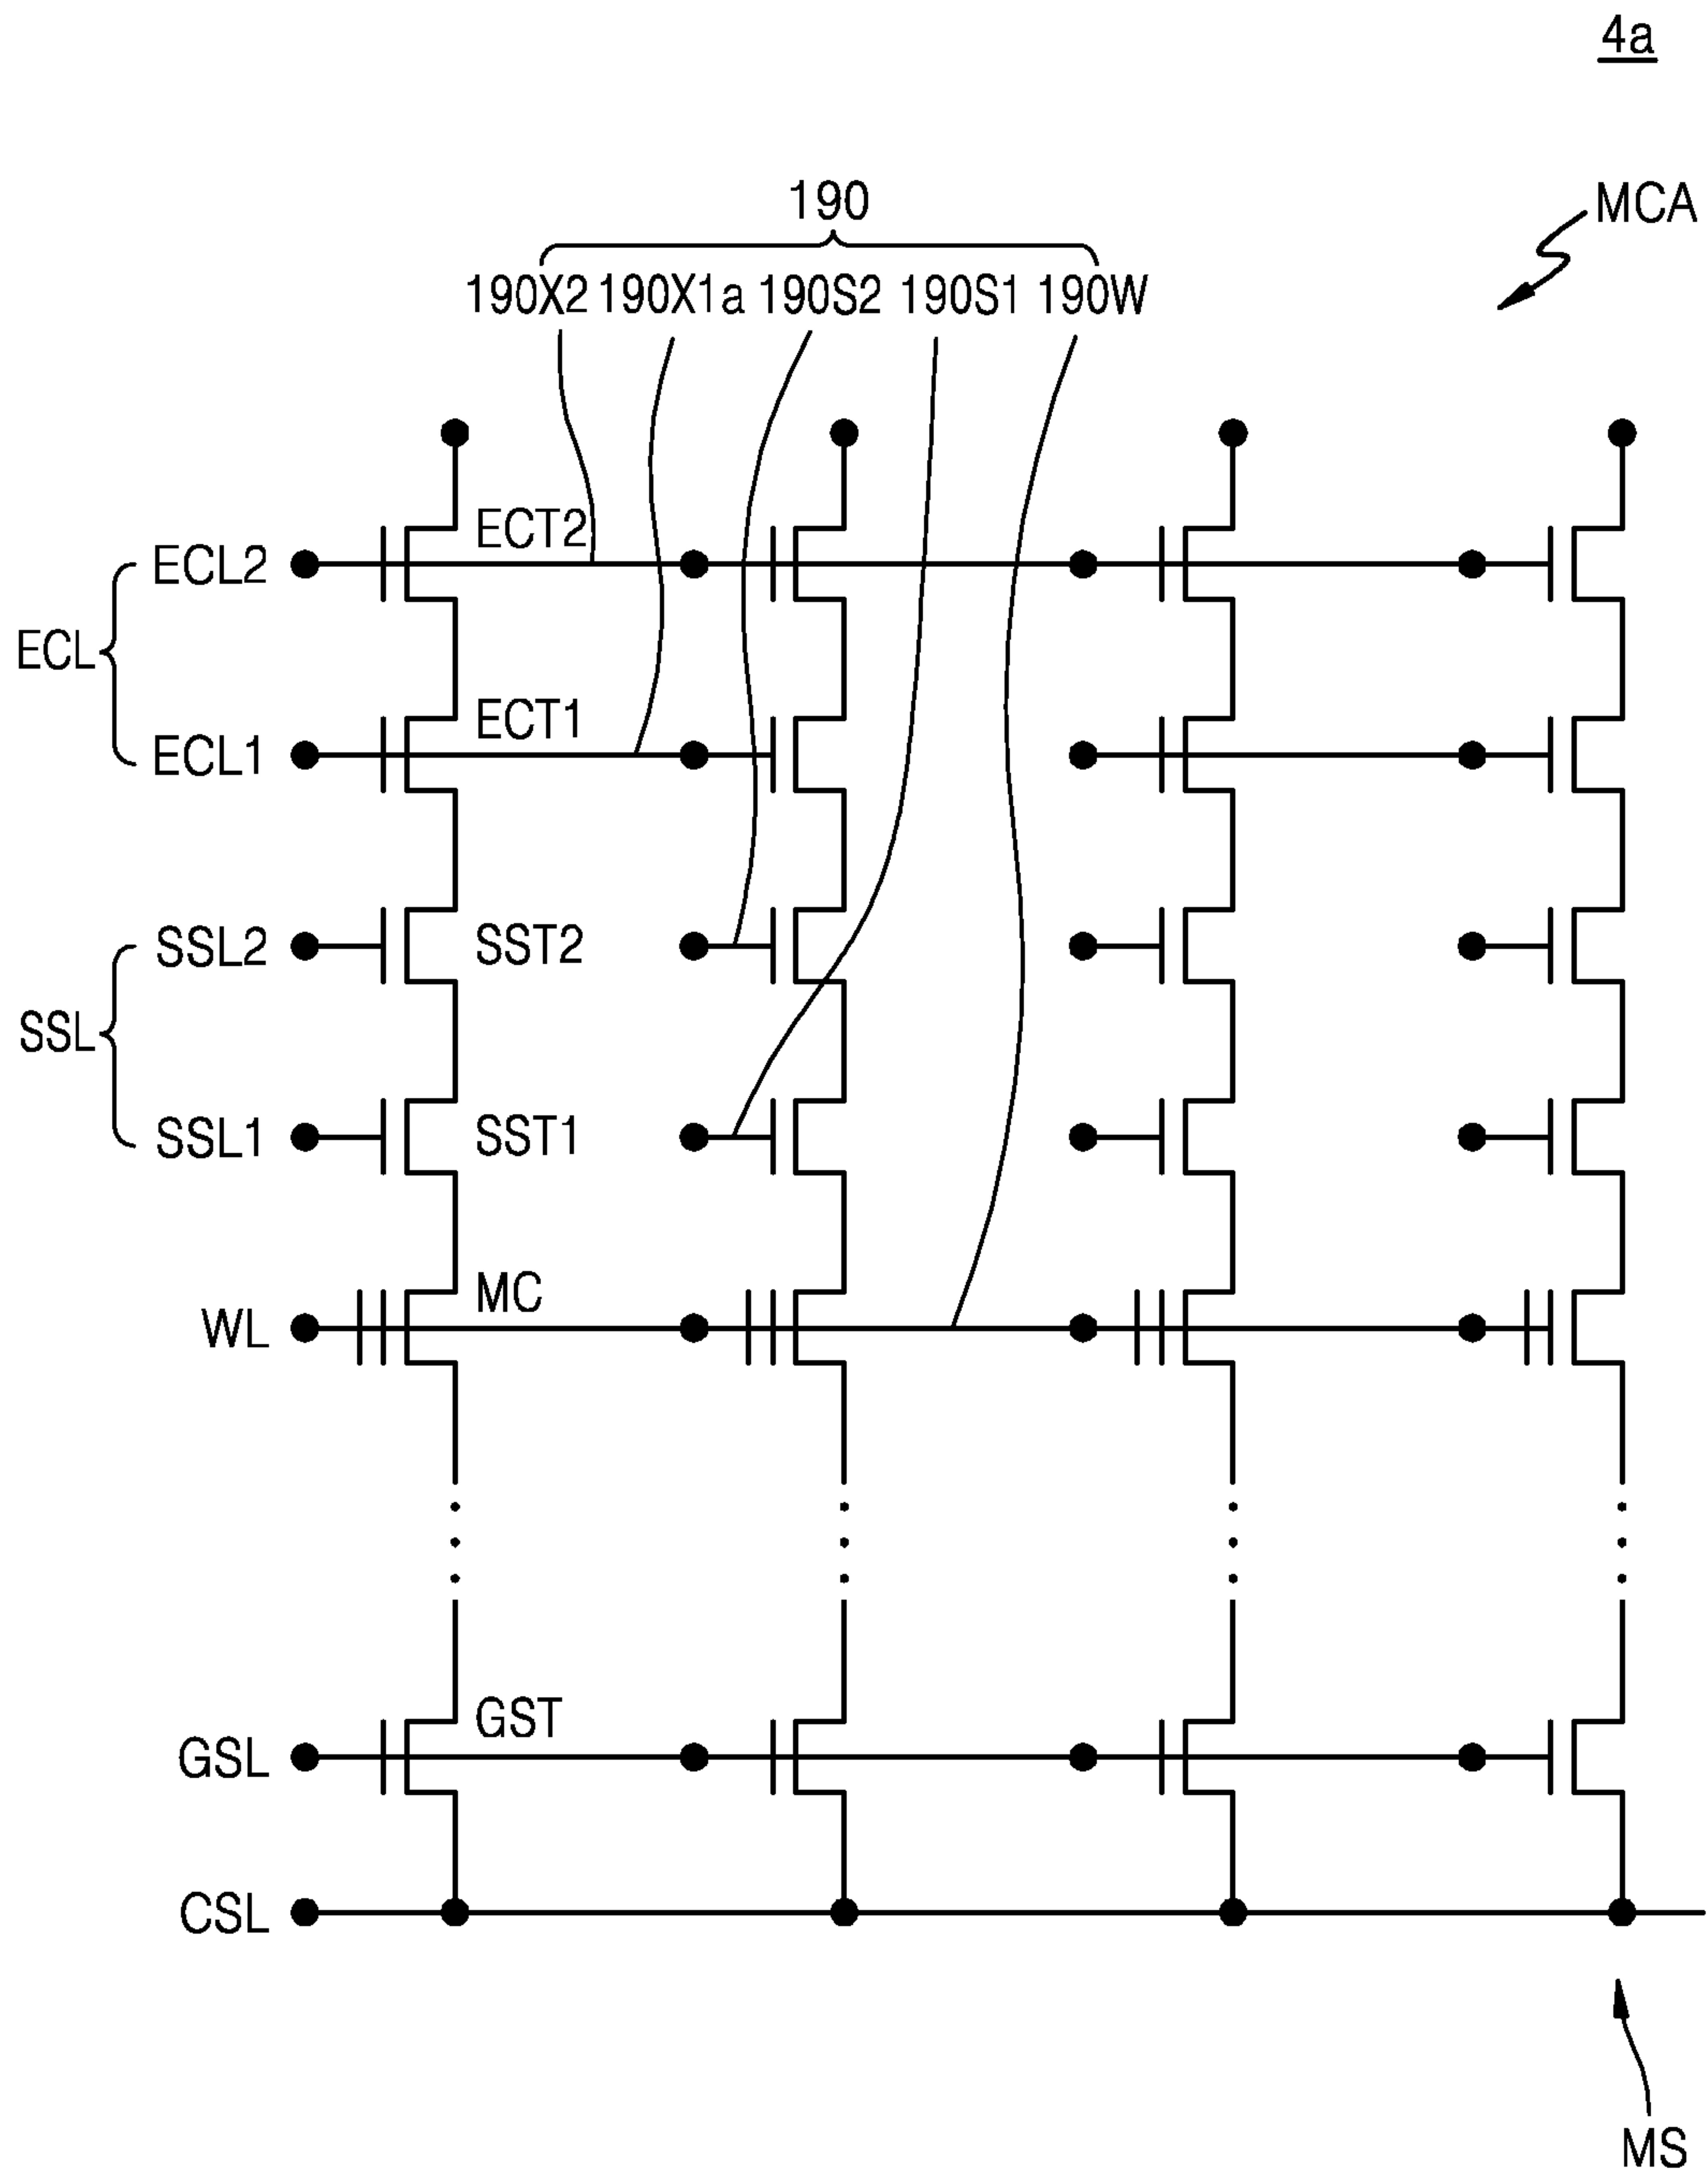 4a
MCA
190
190X2 190X1a 190S2 190S1 190W
ECT2
ECL2
ECL
ECT1
ECL1
SSL2 SST2
SSL
SSL1 SST1
MC
WL
GST
GSL
CSL
MS